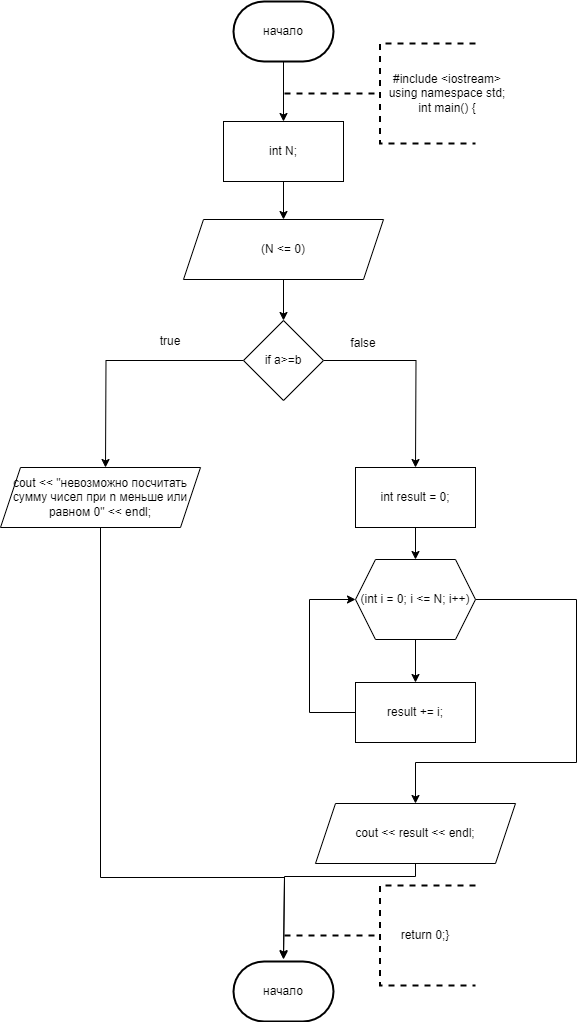 начало
#include <iostream>
using namespace std;
int main() {
int N;
(N <= 0)
if a>=b
true
false
cout << "невозможно посчитать
сумму чисел при n меньше или
равном 0" << endl;
int result = 0;
(int i = 0; i <= N; i++)
result += i;
cout << result << endl;
return 0;}
начало